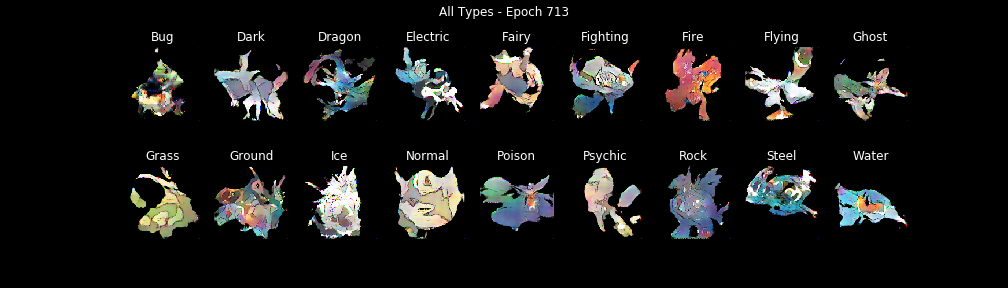 All Types - Epoch 713
Bug Dark Dragon Electric Fairy Fighting Fire Flying Ghost
Grass Ground Ice Normal Poison Psychic Rock Steel Water